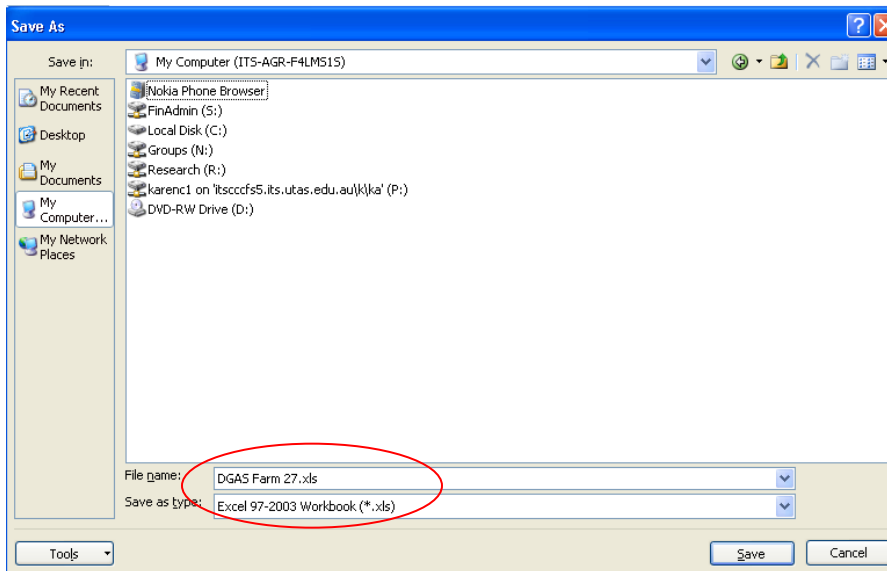 Save As
Save in:
My Computer (ITS-AGR-F4LMS1S)
My Recent
Documents
Desktop
My
Documents
My
Computer...
My Network
Places
Nokia Phone Browser
FinAdmin (S:)
Local Disk (C:)
Groups (N:)
Research (R:)
karenc1 on 'itscccfs5.its.utas.edu.au\k\ka' (P:)
DVD-RW Drive (D:)
File name:
DGAS Farm 27.xls
Save as type:
Excel 97-2003 Workbook (*.xls)
Tools
Save
Cancel